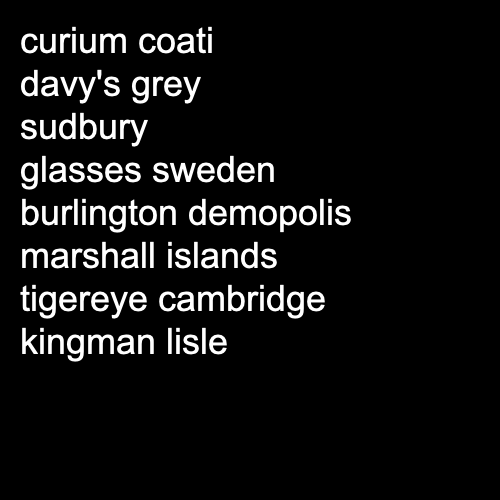 curium coati
davy's grey
sudbury
glasses sweden
burlington demopolis
marshall islands
tigereye cambridge
kingman lisle